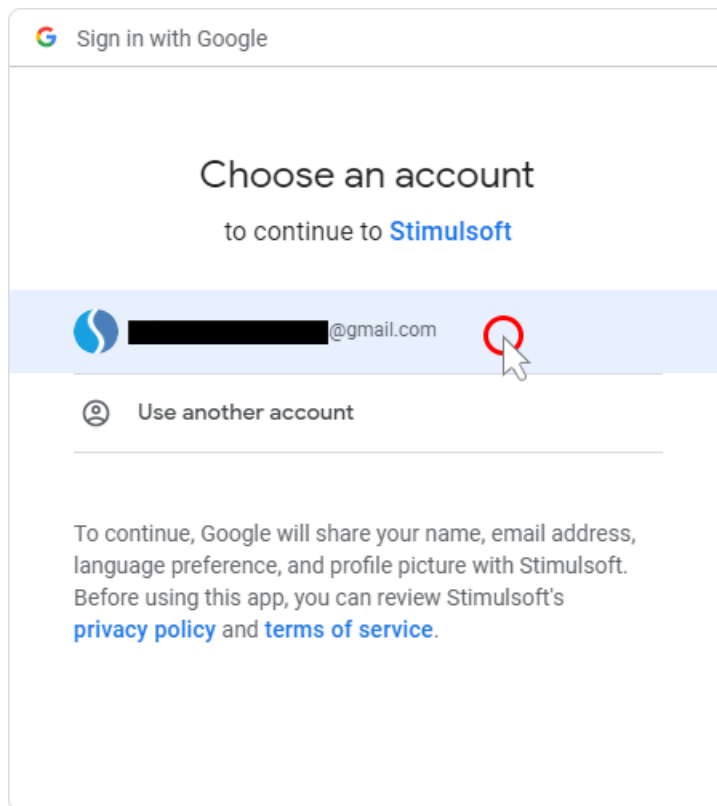 Sign in with Google
Choose an account
to continue to Stimulsoft
@gmail.com
Use another account
To continue, Google will share your name, email address,
language preference, and profile picture with Stimulsoft.
Before using this app, you can review Stimulsoft's
privacy policy and terms of service.